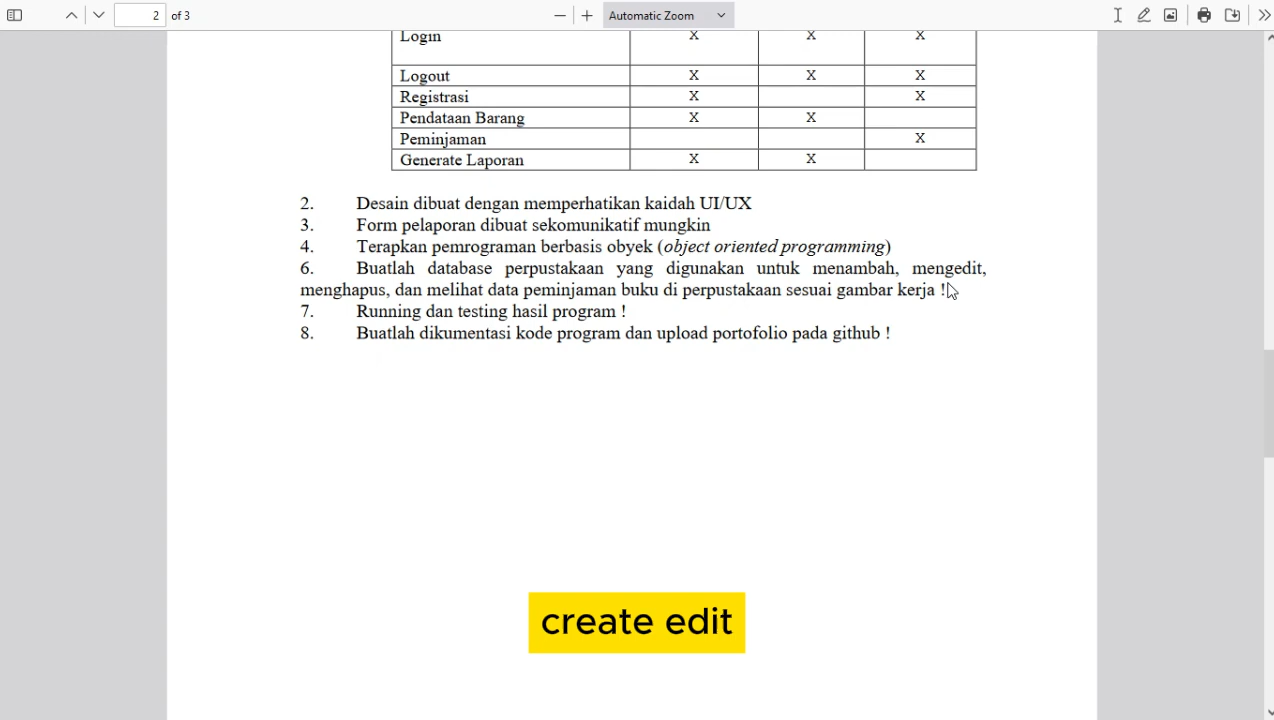 2 of 3 Automatic Zoom
Login X X X
Logout X X X
Registrasi X X
Pendataan Barang X X
Peminjaman X
Generate Laporan X X
2. Desain dibuat dengan memperhatikan kaidah UI/UX
3. Form pelaporan dibuat sekomunikatif mungkin
4. Terapkan pemrograman berbasis obyek (object oriented programming)
6. Buatlah database perpustakaan yang digunakan untuk menambah, mengedit,
menghapus, dan melihat data peminjaman buku di perpustakaan sesuai gambar kerja !
7. Running dan testing hasil program !
8. Buatlah dikumentasi kode program dan upload portofolio pada github !
create edit